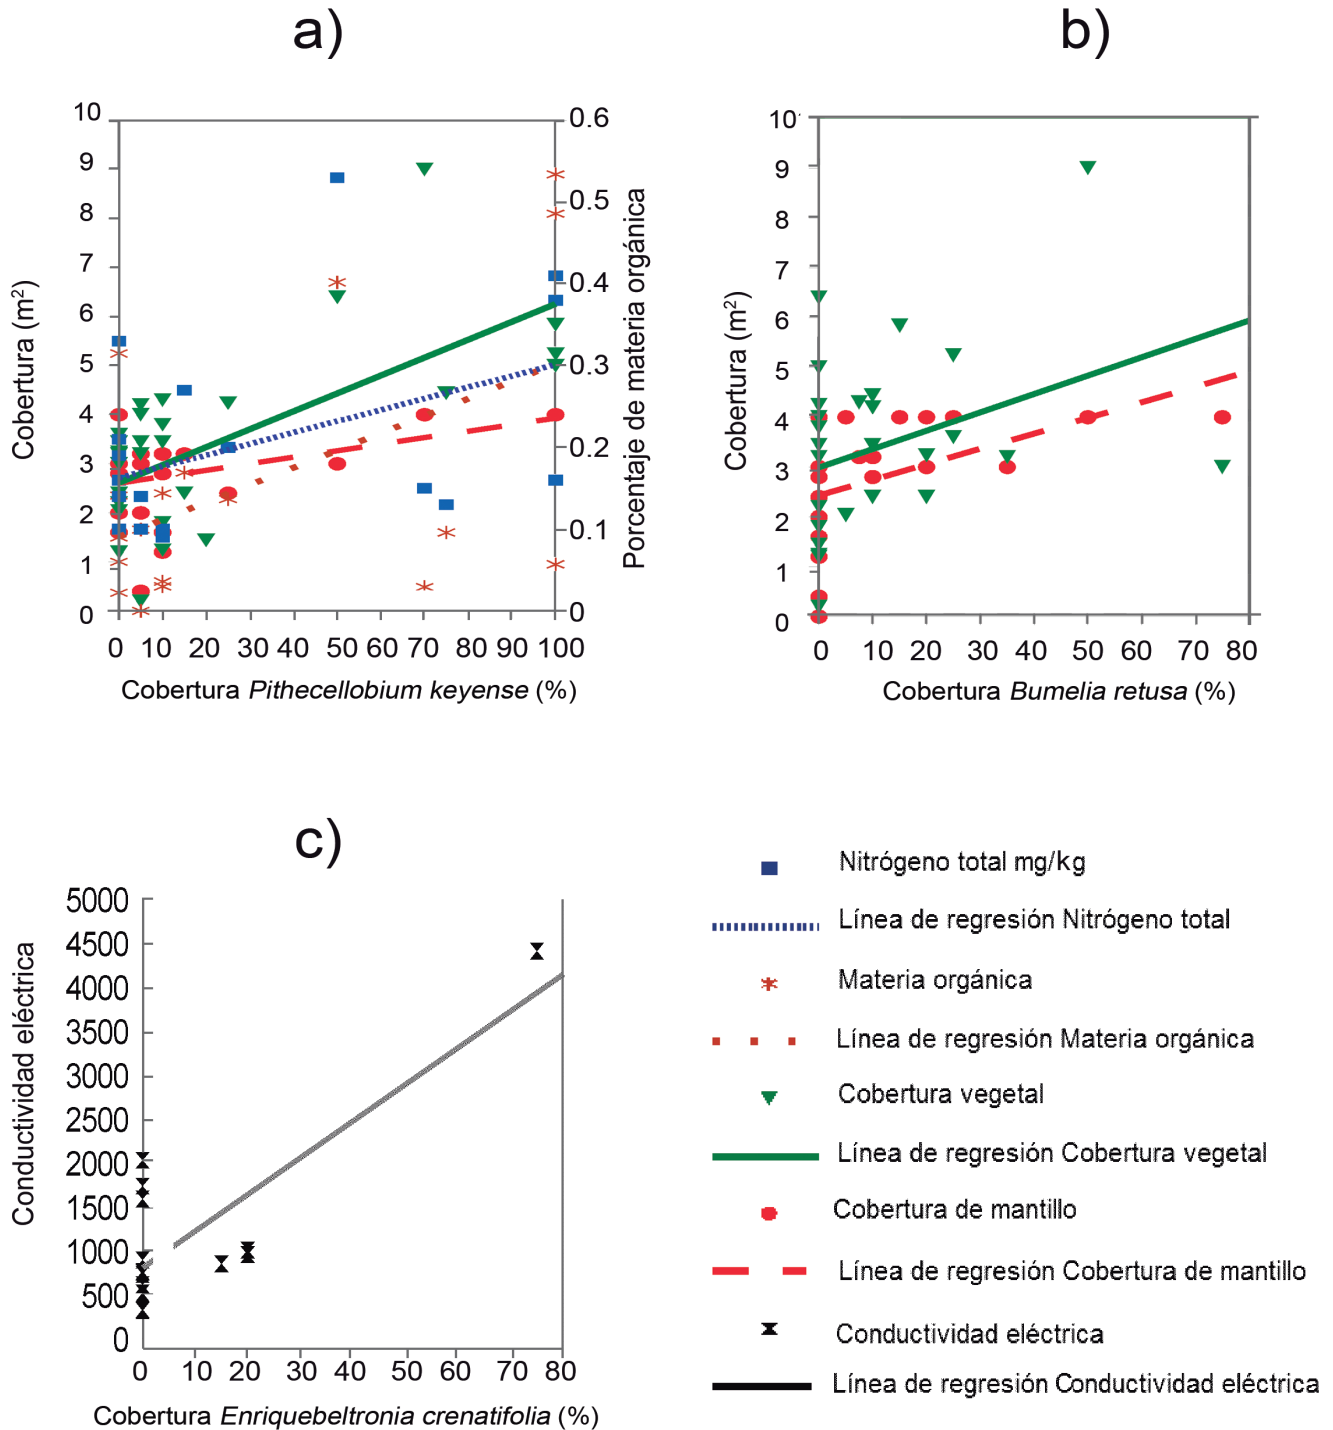 a)
10
9
8
7
6
5
4
3
2
1
0
Cobertura (m²)
0.6
0.5
0.4
0.3
0.2
0.1
0
Porcentaje de materia orgánica
0 10 20 30 40 50 60 70 80 90 100
Cobertura Pithecellobium keyense (%)
b)
10
9
8
7
6
5
4
3
2
1
0
Cobertura (m²)
0 10 20 30 40 50 60 70 80
Cobertura Bumelia retusa (%)
c)
5000
4500
4000
3500
3000
2500
2000
1500
1000
500
0
Conductividad eléctrica
0 10 20 30 40 50 60 70 80
Cobertura Enriquebeltronia crenatifolia (%)
Nitrógeno total mg/kg
Línea de regresión Nitrógeno total
Materia orgánica
Línea de regresión Materia orgánica
Cobertura vegetal
Línea de regresión Cobertura vegetal
Cobertura de mantillo
Línea de regresión Cobertura de mantillo
Conductividad eléctrica
Línea de regresión Conductividad eléctrica